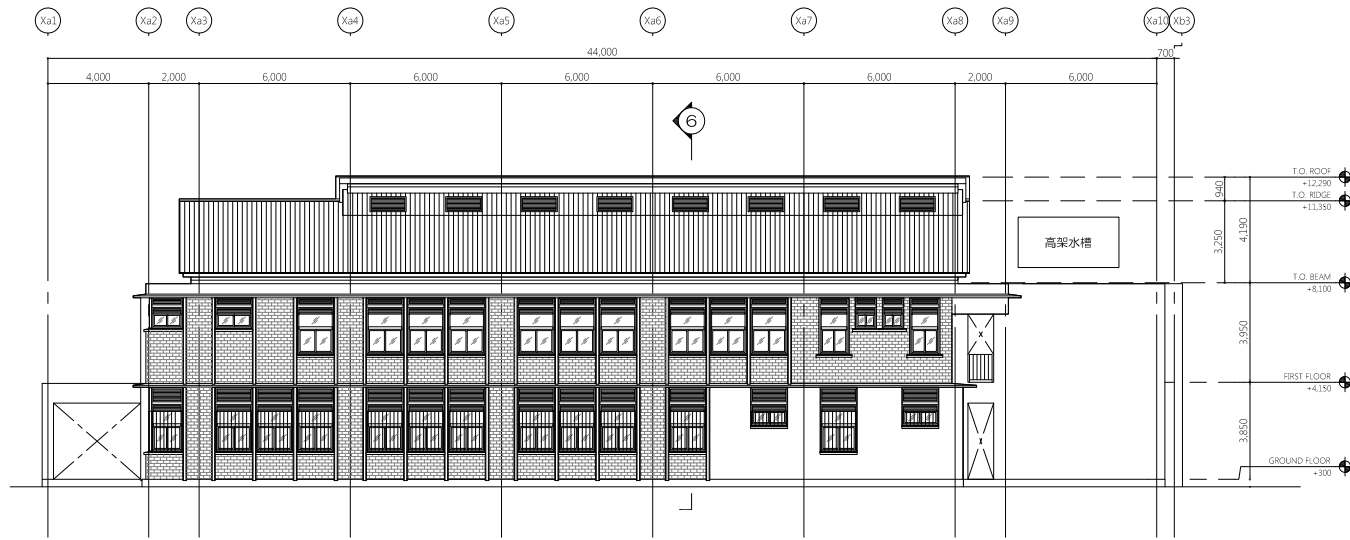 Xa1 Xa2 Xa3 Xa4 Xa5 Xa6 Xa7 Xa8 Xa9 Xa10 Xb3
44,000 700
4,000 2,000 6,000 6,000 6,000 6,000 6,000 2,000 6,000
6
T.O. ROOF
+12,290
940
T.O. RIDGE
+11,350
3,250
4,190
高架水槽
T.O. BEAM
+8,100
3,950
FIRST FLOOR
+4,150
3,850
GROUND FLOOR
+300